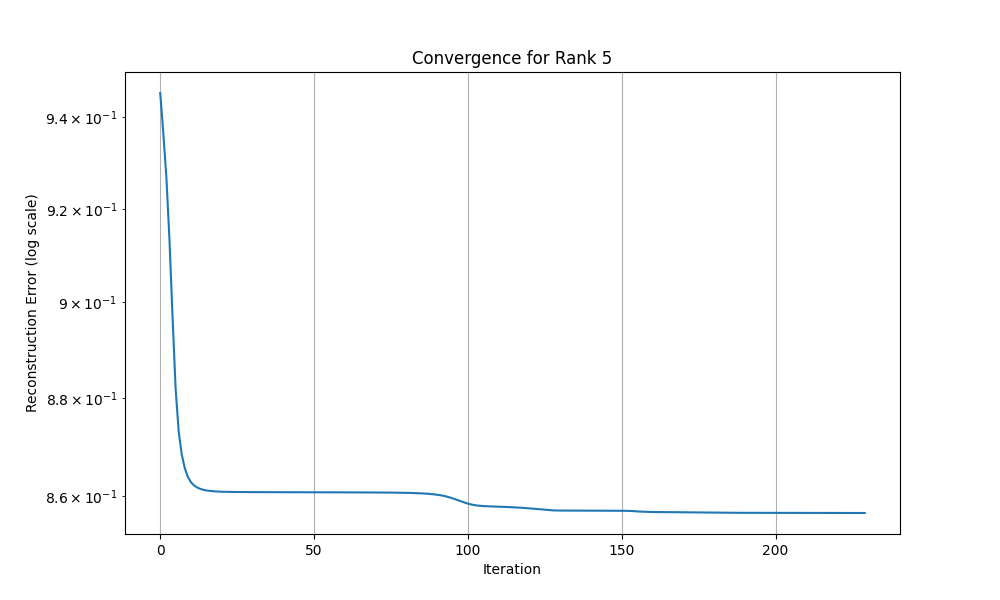 Convergence for Rank 5
Reconstruction Error (log scale)
9.4 × 10⁻¹
9.2 × 10⁻¹
9 × 10⁻¹
8.8 × 10⁻¹
8.6 × 10⁻¹
0 50 100 150 200
Iteration